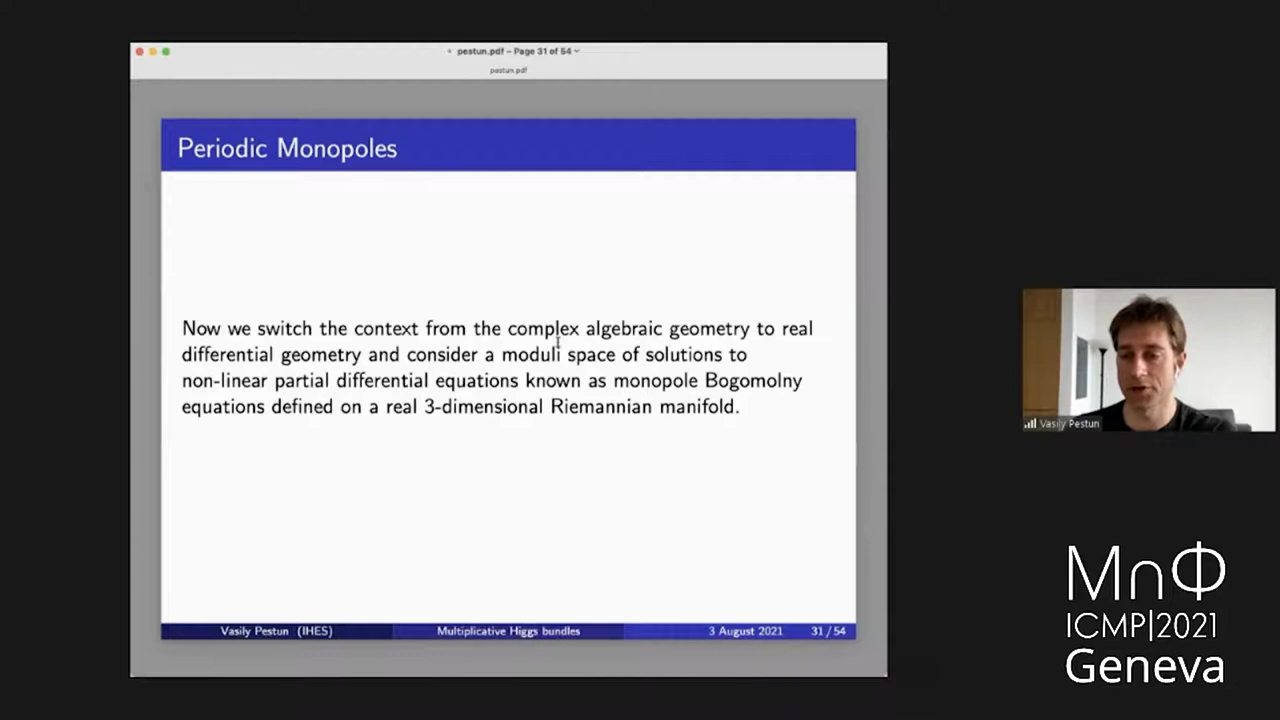 pestun.pdf – Page 31 of 54
pestun.pdf
Periodic Monopoles
Now we switch the context from the complex algebraic geometry to real
differential geometry and consider a moduli space of solutions to
non-linear partial differential equations known as monopole Bogomolny
equations defined on a real 3-dimensional Riemannian manifold.
Vasily Pestun (IHES) Multiplicative Higgs bundles 3 August 2021 31 / 54
Vasily Pestun
M∩Φ
ICMP|2021
Geneva